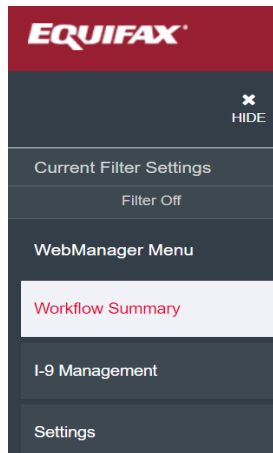 EQUIFAX
HIDE
Current Filter Settings
Filter Off
WebManager Menu
Workflow Summary
I-9 Management
Settings